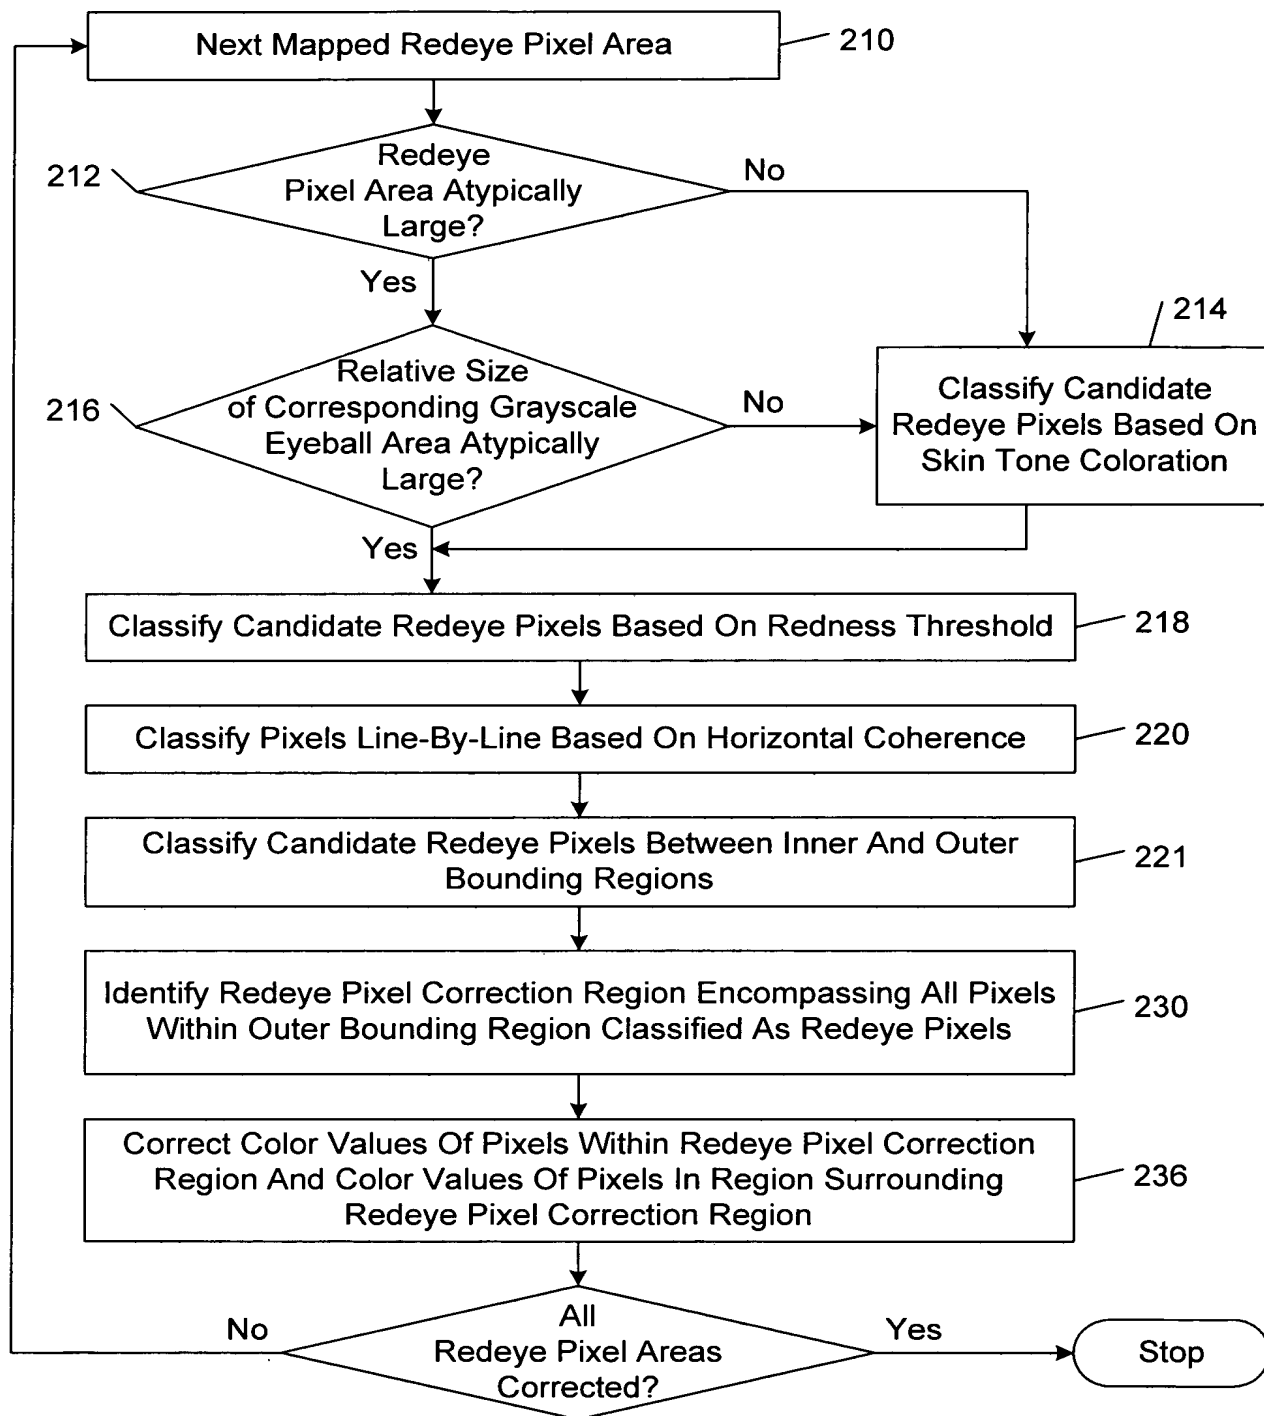 Next Mapped Redeye Pixel Area
210
Redeye
Pixel Area Atypically
Large?
212
No
Yes
214
Relative Size
of Corresponding Grayscale
Eyeball Area Atypically
Large?
216
No
Classify Candidate
Redeye Pixels Based On
Skin Tone Coloration
Yes
Classify Candidate Redeye Pixels Based On Redness Threshold
218
Classify Pixels Line-By-Line Based On Horizontal Coherence
220
Classify Candidate Redeye Pixels Between Inner And Outer
Bounding Regions
221
Identify Redeye Pixel Correction Region Encompassing All Pixels
Within Outer Bounding Region Classified As Redeye Pixels
230
Correct Color Values Of Pixels Within Redeye Pixel Correction
Region And Color Values Of Pixels In Region Surrounding
Redeye Pixel Correction Region
236
No
All
Redeye Pixel Areas
Corrected?
Yes
Stop